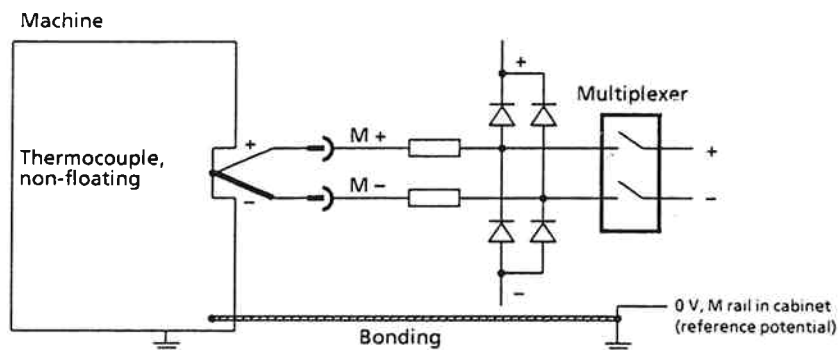 Machine
+
Multiplexer
+
M +
Thermocouple,
non-floating
+
M −
−
−
−
0 V, M rail in cabinet
(reference potential)
Bonding